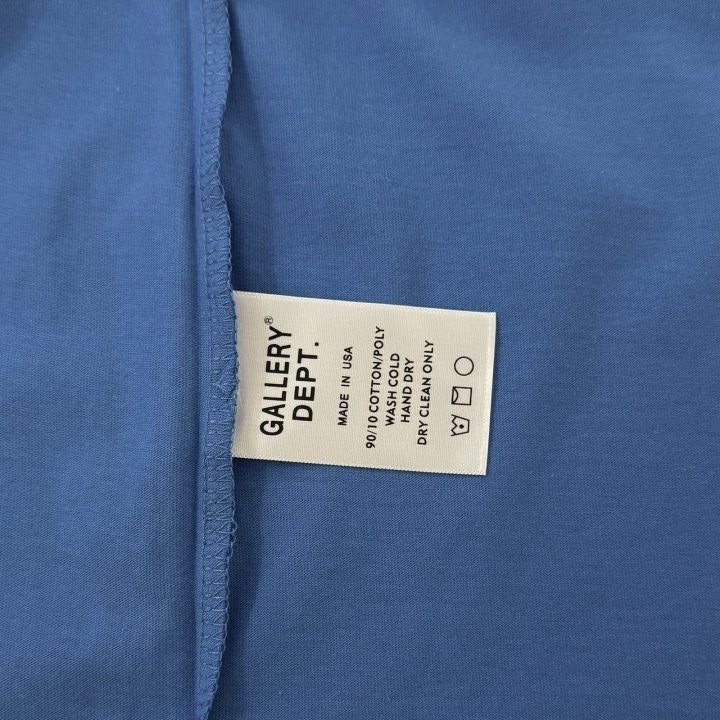 GALLERY®
DEPT.
MADE IN USA
90/10 COTTON/POLY
WASH COLD
HAND DRY
DRY CLEAN ONLY